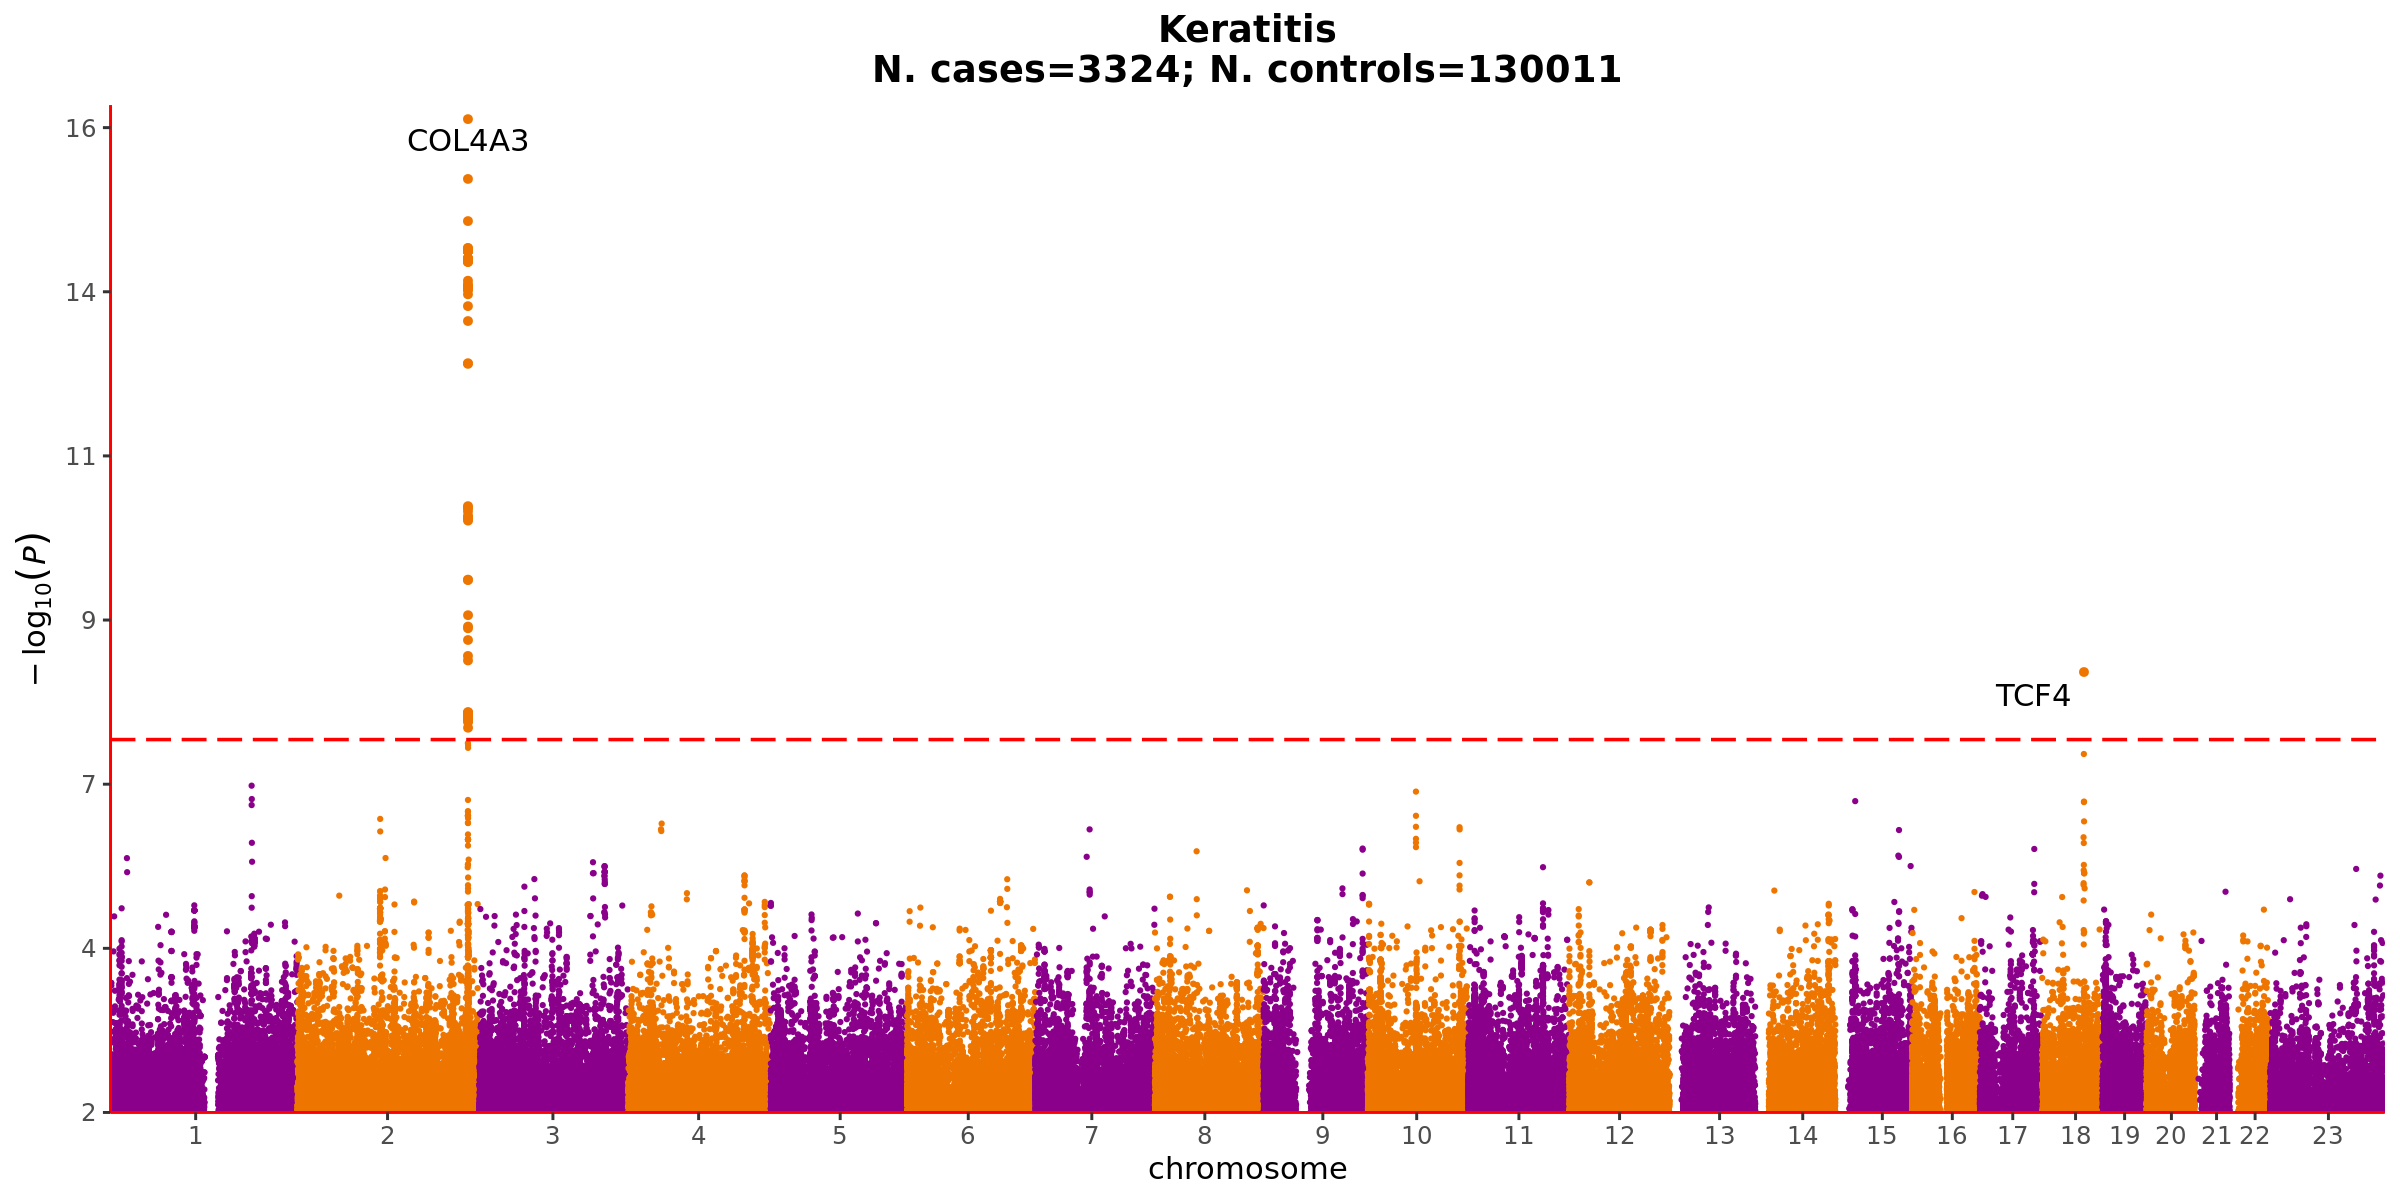 Keratitis
N. cases=3324; N. controls=130011
16
COL4A3
14
11
9
TCF4
7
4
2
−log10(P)
1 2 3 4 5 6 7 8 9 10 11 12 13 14 15 16 17 18 19 20 21 22 23
chromosome